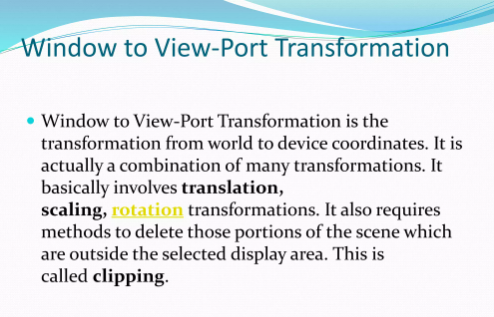 Window to View-Port Transformation
Window to View-Port Transformation is the
transformation from world to device coordinates. It is
actually a combination of many transformations. It
basically involves translation,
scaling, rotation transformations. It also requires
methods to delete those portions of the scene which
are outside the selected display area. This is
called clipping.